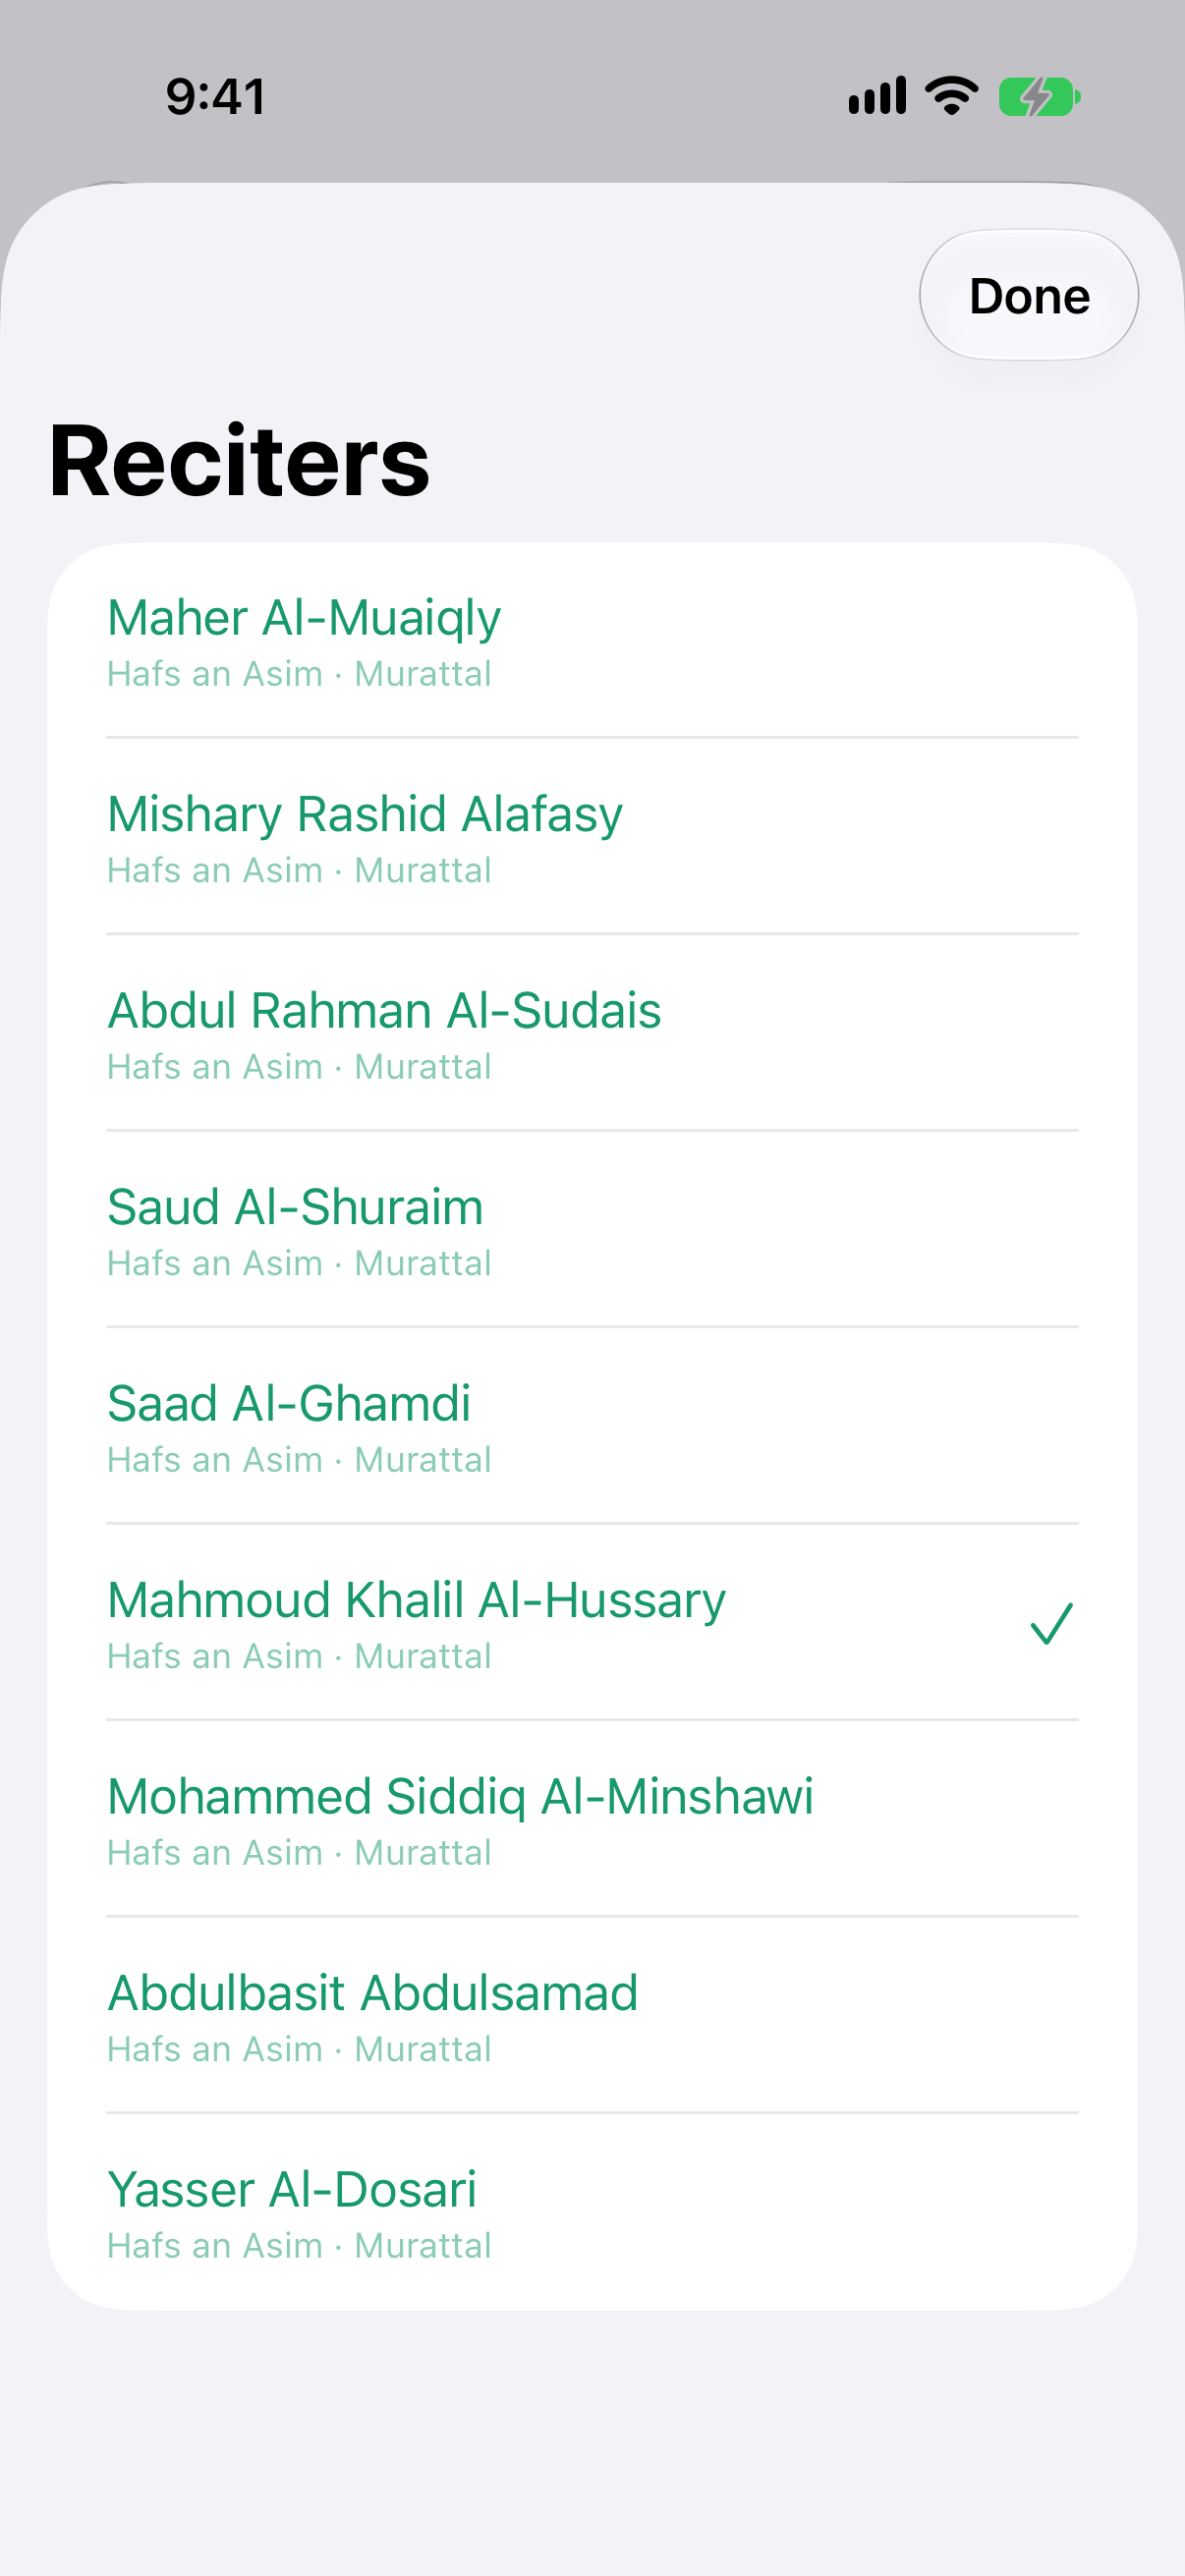 9:41
Done
Reciters
Maher Al-Muaiqly
Hafs an Asim · Murattal
Mishary Rashid Alafasy
Hafs an Asim · Murattal
Abdul Rahman Al-Sudais
Hafs an Asim · Murattal
Saud Al-Shuraim
Hafs an Asim · Murattal
Saad Al-Ghamdi
Hafs an Asim · Murattal
Mahmoud Khalil Al-Hussary
Hafs an Asim · Murattal
Mohammed Siddiq Al-Minshawi
Hafs an Asim · Murattal
Abdulbasit Abdulsamad
Hafs an Asim · Murattal
Yasser Al-Dosari
Hafs an Asim · Murattal